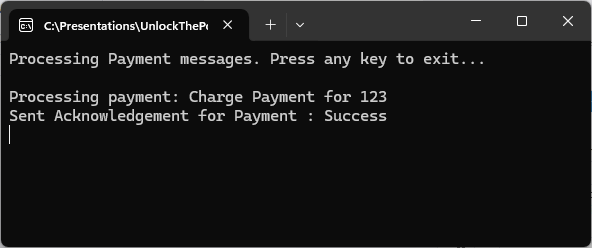 C:\Presentations\UnlockThePo
Processing Payment messages. Press any key to exit...
Processing payment: Charge Payment for 123
Sent Acknowledgement for Payment : Success